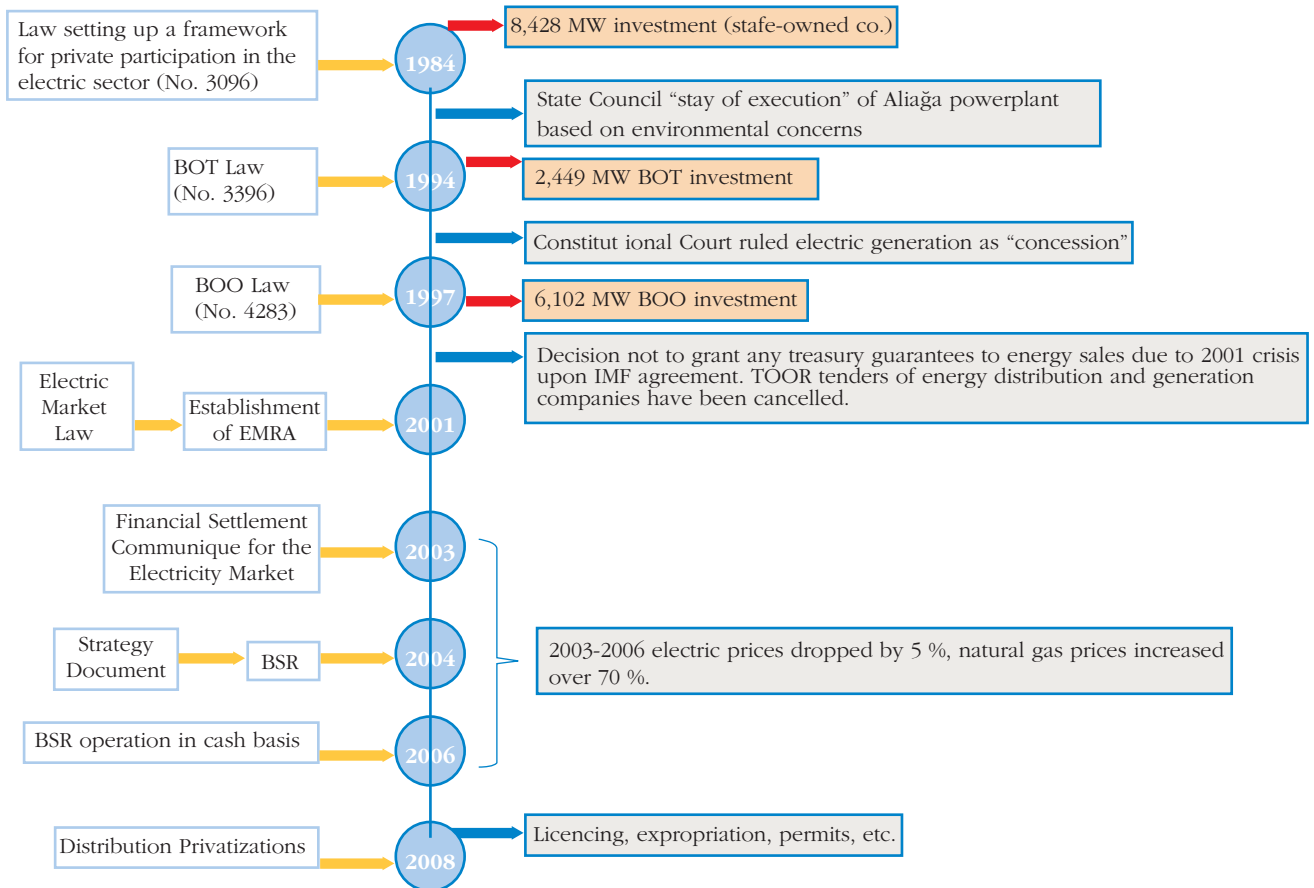 Law setting up a framework
for private participation in the
electric sector (No. 3096)
1984
8,428 MW investment (stafe-owned co.)
State Council “stay of execution” of Aliağa powerplant
based on environmental concerns
BOT Law
(No. 3396)
1994
2,449 MW BOT investment
Constitut ional Court ruled electric generation as “concession”
BOO Law
(No. 4283)
1997
6,102 MW BOO investment
Decision not to grant any treasury guarantees to energy sales due to 2001 crisis
upon IMF agreement. TOOR tenders of energy distribution and generation
companies have been cancelled.
Electric
Market
Law
Establishment
of EMRA
2001
Financial Settlement
Communique for the
Electricity Market
2003
Strategy
Document
BSR
2004
2003-2006 electric prices dropped by 5 %, natural gas prices increased
over 70 %.
BSR operation in cash basis
2006
Distribution Privatizations
2008
Licencing, expropriation, permits, etc.